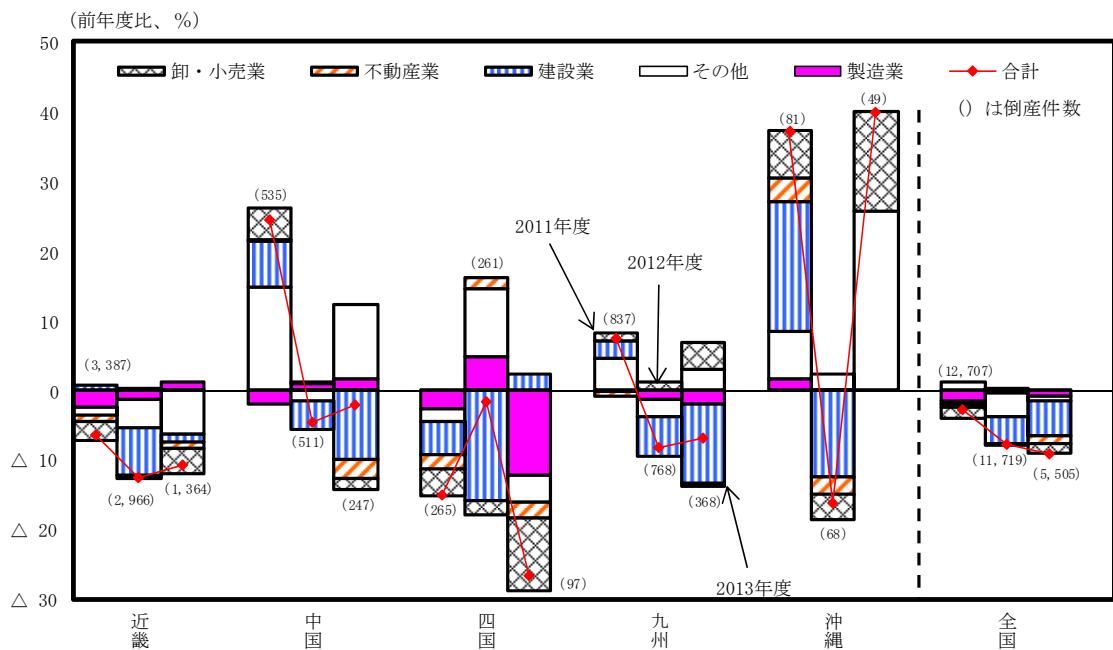 （前年度比、％）
50
40
30
20
10
0
△ 10
△ 20
△ 30
卸・小売業
不動産業
建設業
その他
製造業
合計
（）は倒産件数
2011年度
2012年度
2013年度
（3,387）
（2,966）
（1,364）
（535）
（511）
（247）
（265）
（261）
（97）
（837）
（768）
（368）
（81）
（68）
（49）
（12,707）
（11,719）
（5,505）
近畿
中国
四国
九州
沖縄
全国